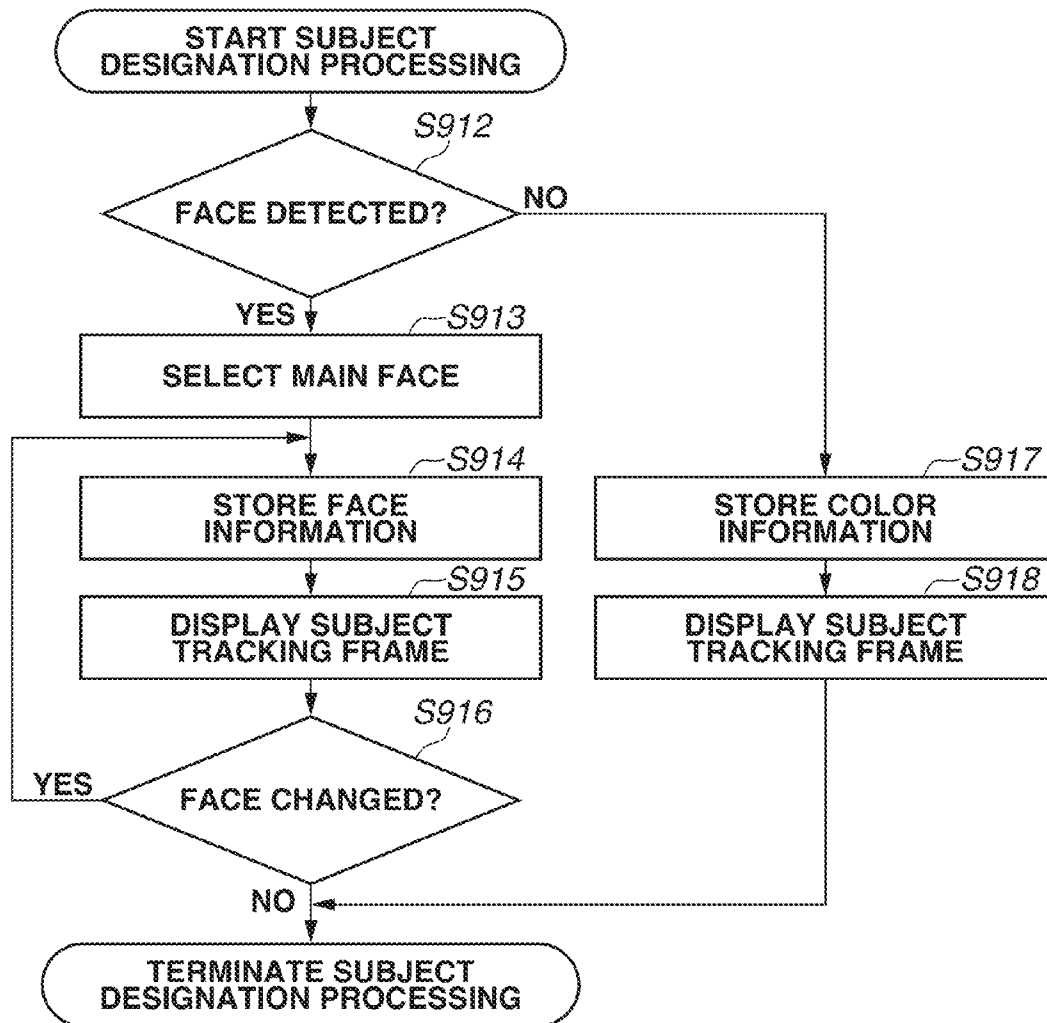 START SUBJECT
DESIGNATION PROCESSING
S912
FACE DETECTED?
NO
YES
S913
SELECT MAIN FACE
S914
STORE FACE
INFORMATION
S917
STORE COLOR
INFORMATION
S915
DISPLAY SUBJECT
TRACKING FRAME
S918
DISPLAY SUBJECT
TRACKING FRAME
S916
YES
FACE CHANGED?
NO
TERMINATE SUBJECT
DESIGNATION PROCESSING